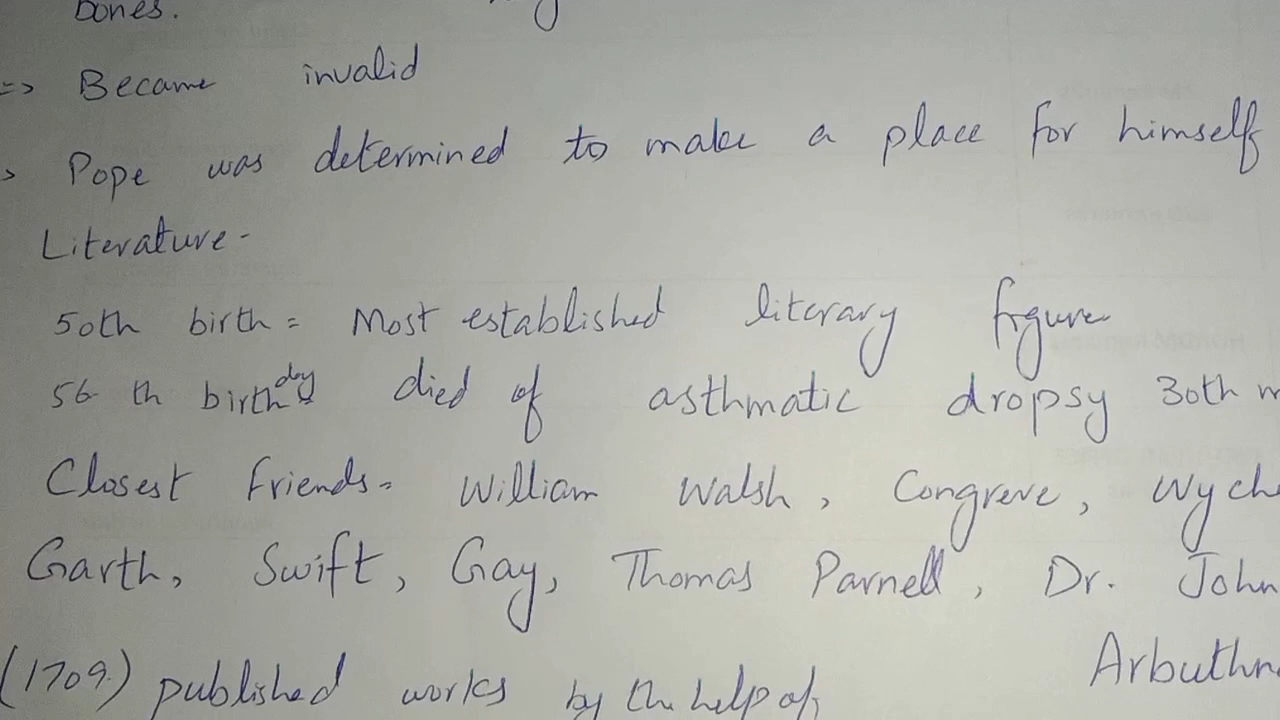 bones.
=> Became invalid
> Pope was determined to make a place for himself
Literature -
50th birth = Most established literary figure
56 th birthday died of asthmatic dropsy 30th
Closest friends = William Walsh, Congreve, Wyche
Garth, Swift, Gay, Thomas Parnell, Dr. John
Arbuthn
(1709) published works by the help of